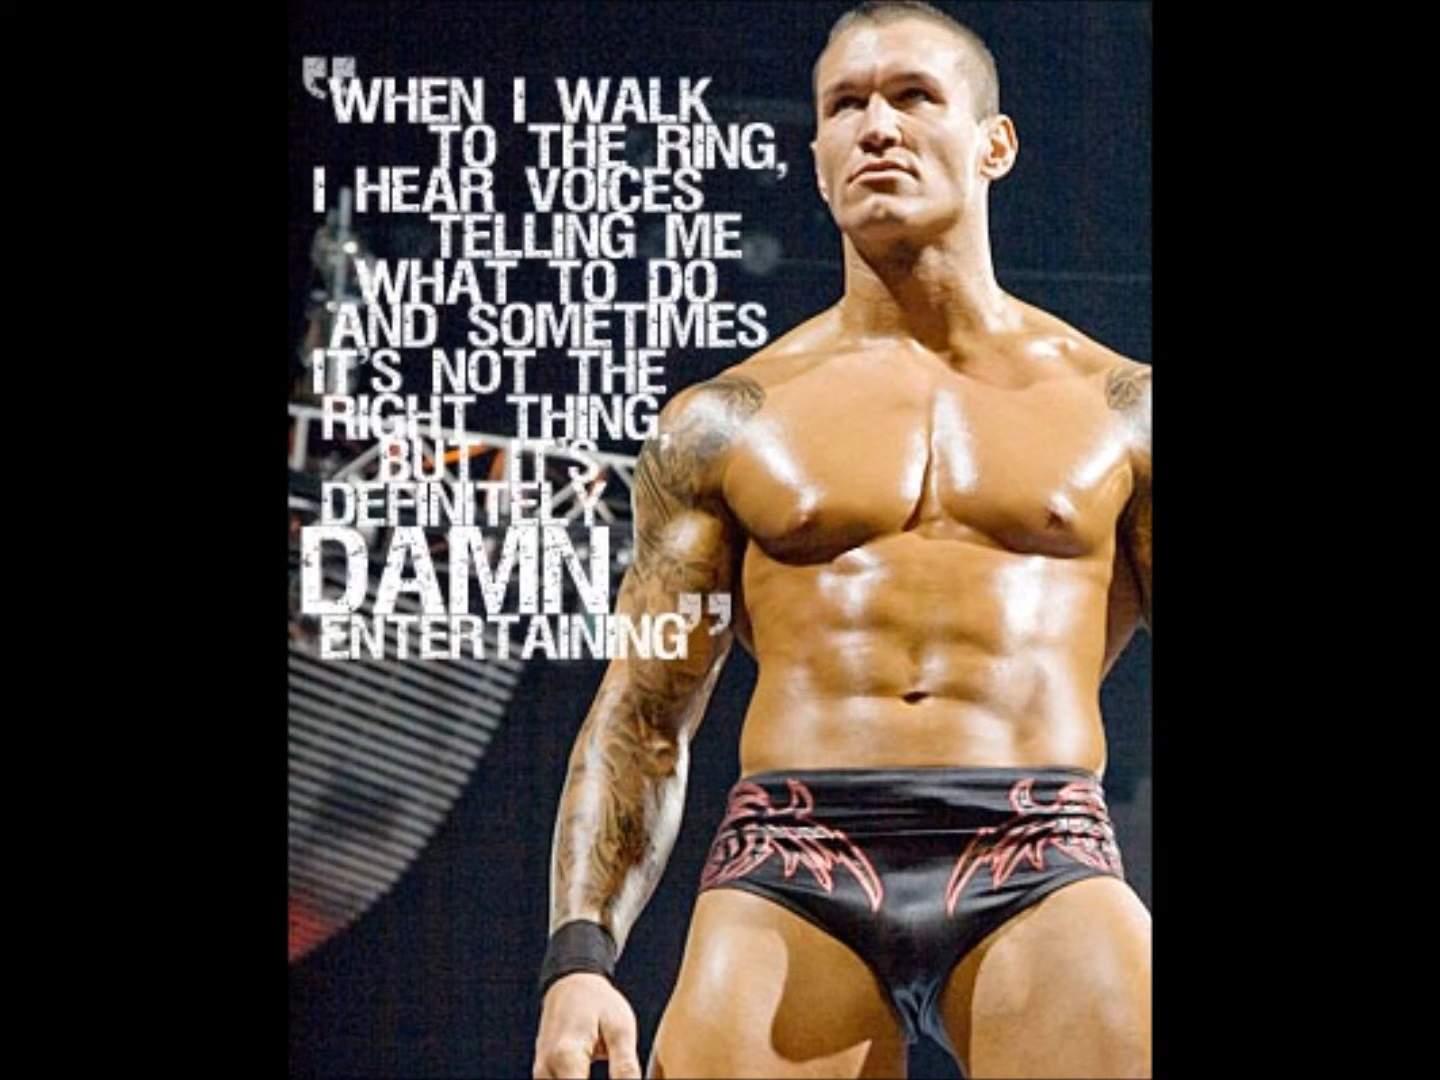 "WHEN I WALK
TO THE RING,
I HEAR VOICES
TELLING ME
WHAT TO DO
AND SOMETIMES
IT'S NOT THE
RIGHT THING,
BUT IT'S
DEFINITELY
DAMN
ENTERTAINING"